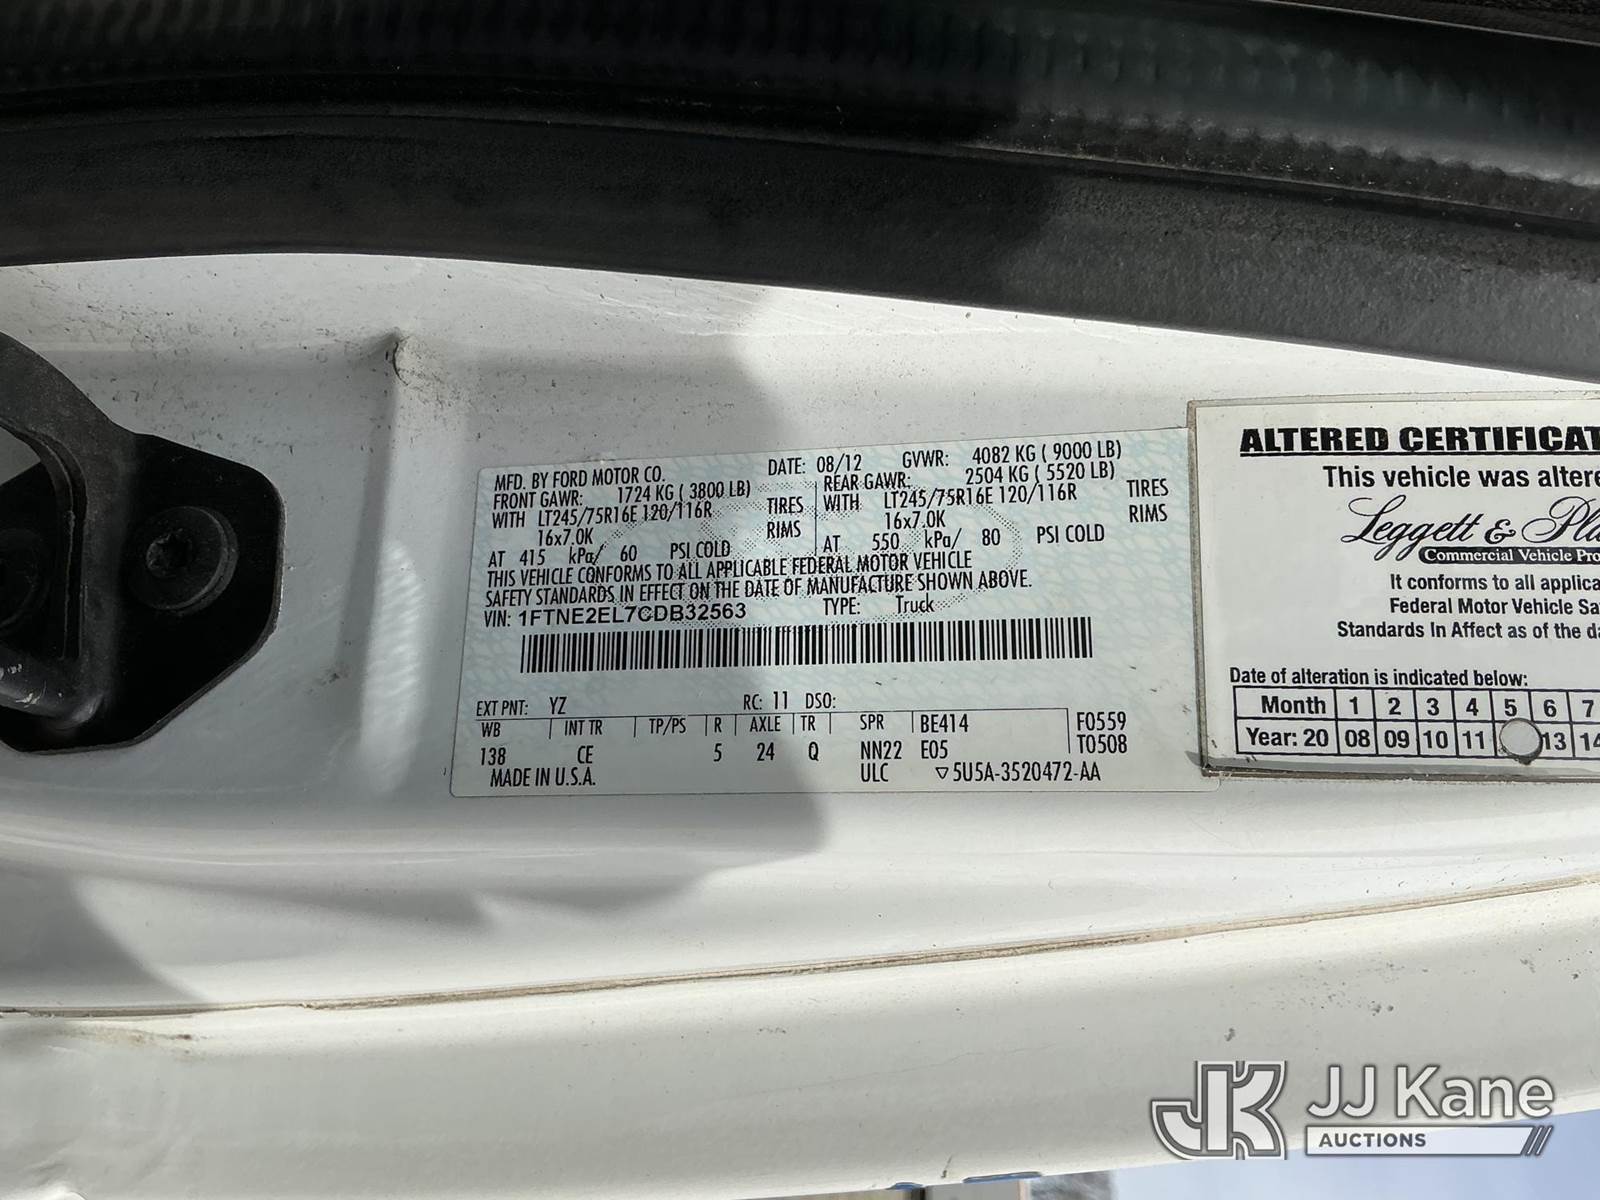 MFD. BY FORD MOTOR CO.
DATE: 08/12 GVWR: 4082 KG ( 9000 LB)
FRONT GAWR: 1724 KG ( 3800 LB)
REAR GAWR: 2504 KG ( 5520 LB)
WITH LT245/75R16E 120/116R TIRES
WITH LT245/75R16E 120/116R TIRES
16x7.0K RIMS
16x7.0K RIMS
AT 415 kPa/ 60 PSI COLD
AT 550 kPa/ 80 PSI COLD
THIS VEHICLE CONFORMS TO ALL APPLICABLE FEDERAL MOTOR VEHICLE
SAFETY STANDARDS IN EFFECT ON THE DATE OF MANUFACTURE SHOWN ABOVE.
VIN: 1FTNE2EL7CDB32563 TYPE: Truck
EXT PNT: YZ RC: 11 DSO:
WB INT TR TP/PS R AXLE TR SPR BE414 F0559
138 CE 5 24 Q NN22 E05 T0508
MADE IN U.S.A. ULC ▽5U5A-3520472-AA
ALTERED CERTIFICAT
This vehicle was altere
Leggett & Pla
Commercial Vehicle Pro
It conforms to all applica
Federal Motor Vehicle Sa
Standards In Affect as of the da
Date of alteration is indicated below:
Month 1 2 3 4 5 6 7
Year: 20 08 09 10 11 13 14
JK JJ Kane
AUCTIONS